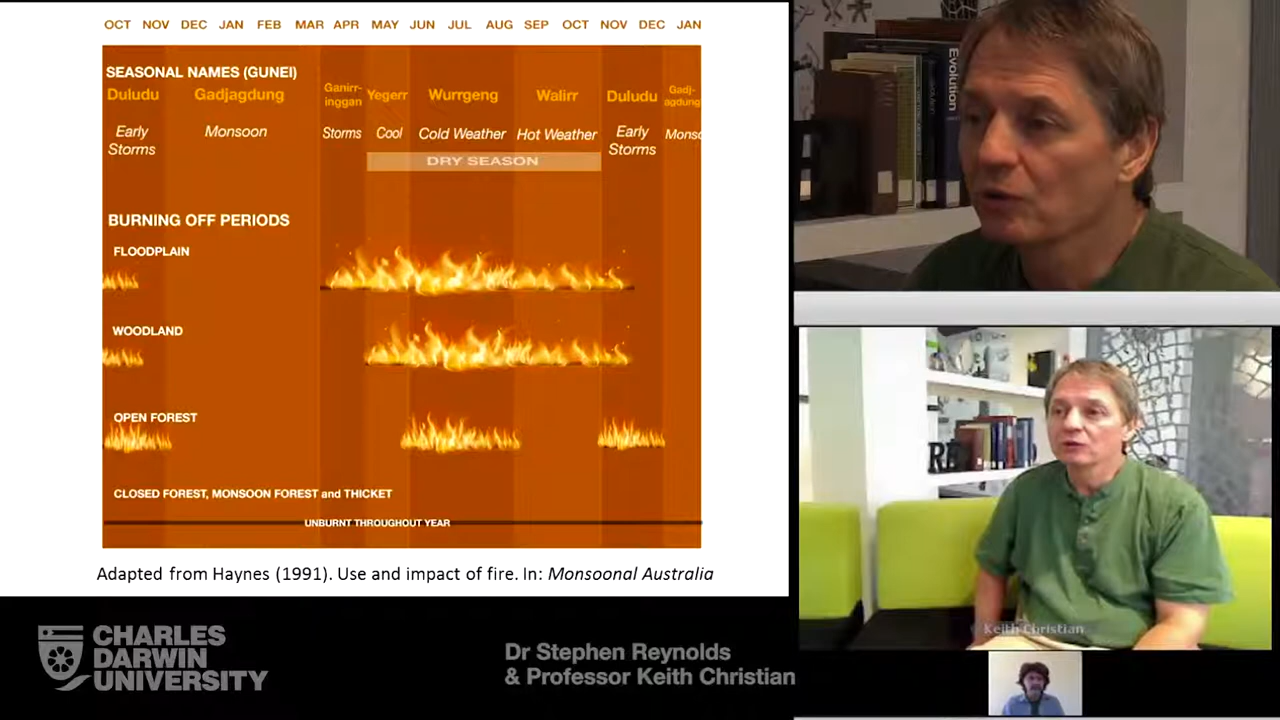 OCT NOV DEC JAN FEB MAR APR MAY JUN JUL AUG SEP OCT NOV DEC JAN
SEASONAL NAMES (GUNEI)
Duludu Gadjagdung Ganirr-inggan Yegerr Wurrgeng Walirr Duludu Gadj-agdung
Early Storms Monsoon Storms Cool Cold Weather Hot Weather Early Storms Monso
DRY SEASON
BURNING OFF PERIODS
FLOODPLAIN
WOODLAND
OPEN FOREST
CLOSED FOREST, MONSOON FOREST and THICKET
UNBURNT THROUGHOUT YEAR
Adapted from Haynes (1991). Use and impact of fire. In: Monsoonal Australia
CHARLES
DARWIN
UNIVERSITY
Dr Stephen Reynolds
& Professor Keith Christian
Evolution
Keith Christian